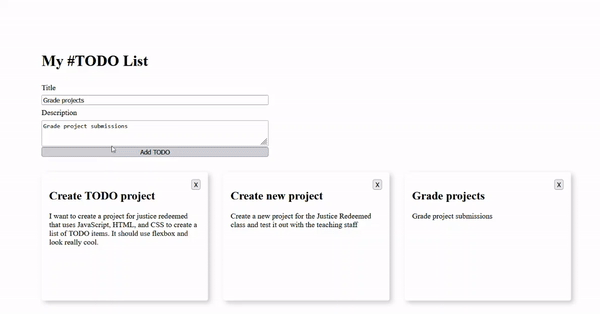 My #TODO List
Title
Grade projects
Description
Grade project submissions
Add TODO
X
Create TODO project
I want to create a project for justice redeemed
that uses JavaScript, HTML, and CSS to create a
list of TODO items. It should use flexbox and
look really cool.
X
Create new project
Create a new project for the Justice Redeemed
class and test it out with the teaching staff
X
Grade projects
Grade project submissions